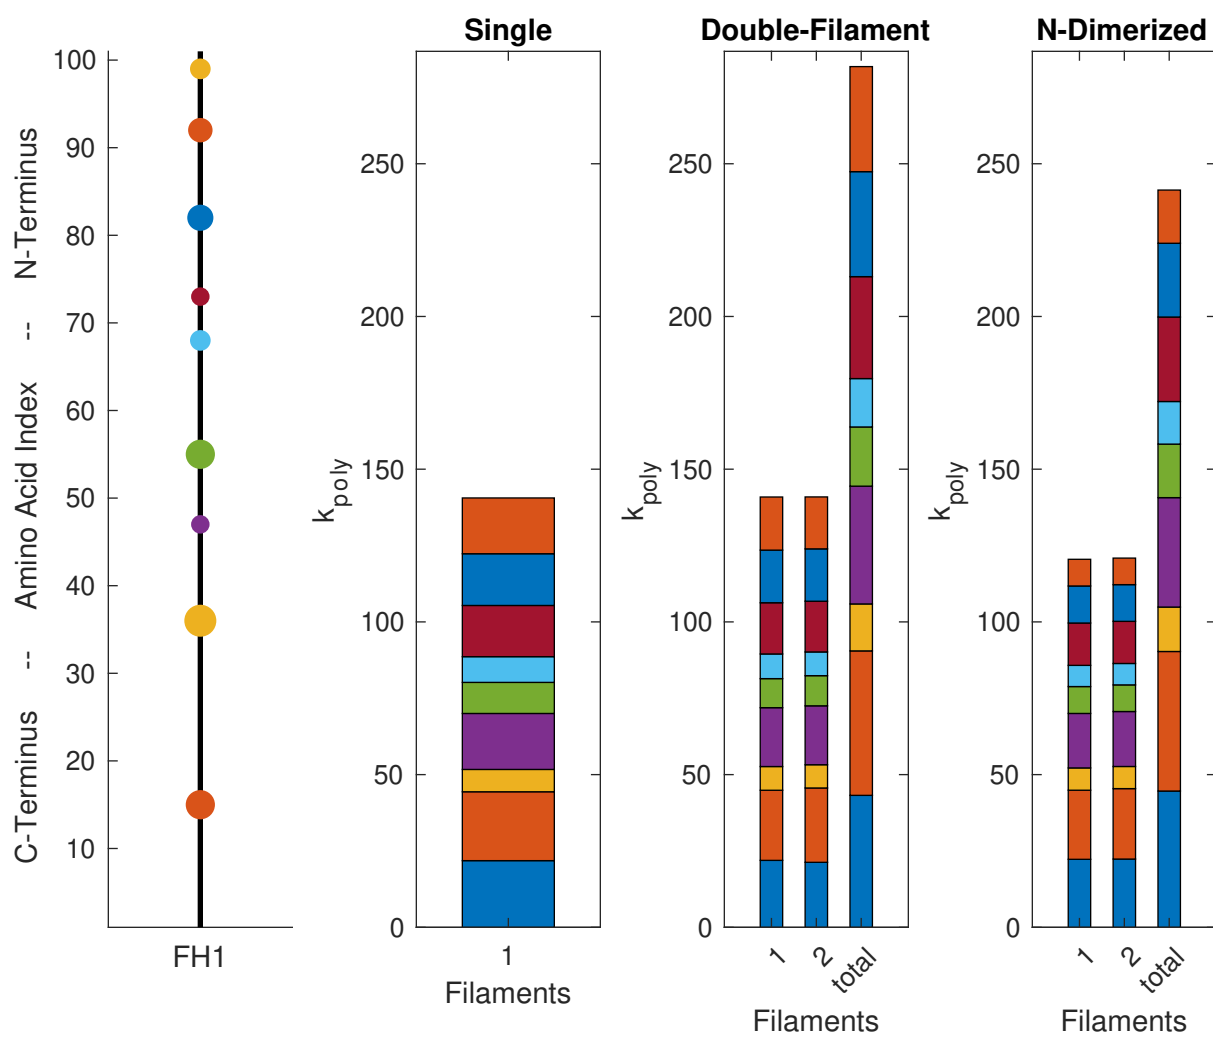 C-Terminus -- Amino Acid Index -- N-Terminus
100
90
80
70
60
50
40
30
20
10
FH1
Single
k_poly
250
200
150
100
50
0
1
Filaments
Double-Filament
k_poly
250
200
150
100
50
0
1 2 total
Filaments
N-Dimerized
k_poly
250
200
150
100
50
0
1 2 total
Filaments